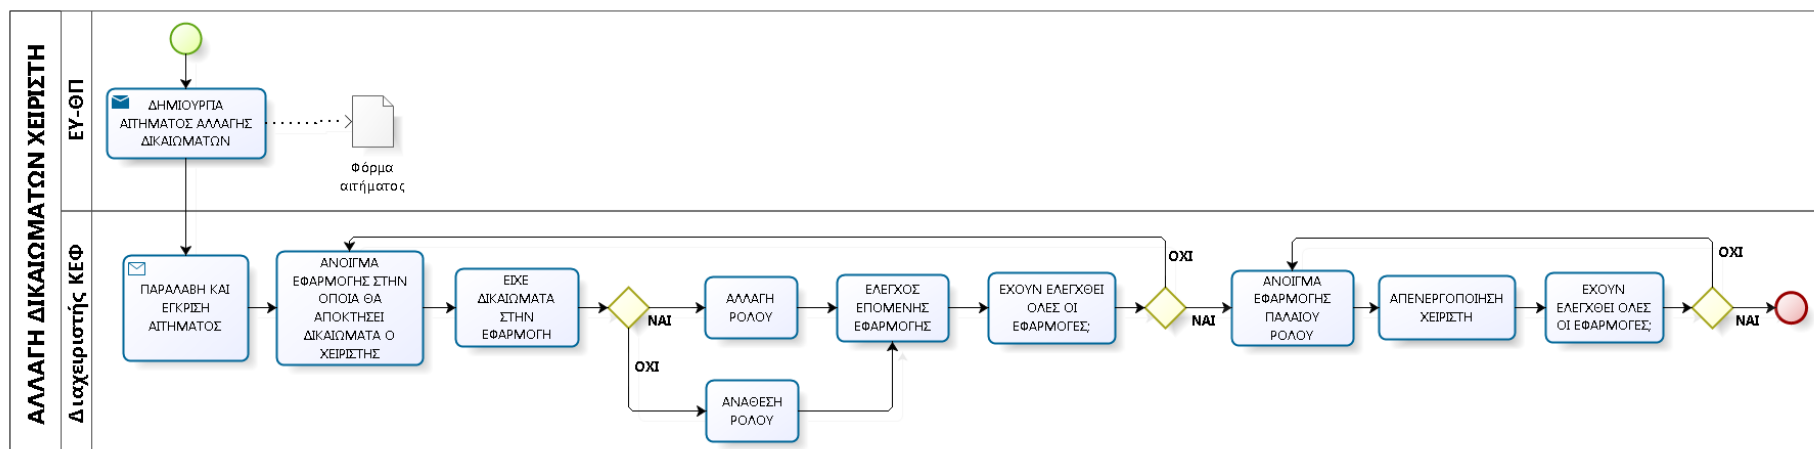 ΑΛΛΑΓΗ ΔΙΚΑΙΩΜΑΤΩΝ ΧΕΙΡΙΣΤΗ
ΕΥ-ΘΠ
ΔΗΜΙΟΥΡΓΙΑ
ΑΙΤΗΜΑΤΟΣ ΑΛΛΑΓΗΣ
ΔΙΚΑΙΩΜΑΤΩΝ
Φόρμα
αιτήματος
Διαχειριστής ΚΕΦ
ΠΑΡΑΛΑΒΗ ΚΑΙ
ΕΓΚΡΙΣΗ
ΑΙΤΗΜΑΤΟΣ
ΑΝΟΙΓΜΑ
ΕΦΑΡΜΟΓΗΣ ΣΤΗΝ
ΟΠΟΙΑ ΘΑ
ΑΠΟΚΤΗΣΕΙ
ΔΙΚΑΙΩΜΑΤΑ Ο
ΧΕΙΡΙΣΤΗΣ
ΕΙΧΕ
ΔΙΚΑΙΩΜΑΤΑ
ΣΤΗΝ
ΕΦΑΡΜΟΓΗ
ΝΑΙ
ΟΧΙ
ΑΛΛΑΓΗ
ΡΟΛΟΥ
ΑΝΑΘΕΣΗ
ΡΟΛΟΥ
ΕΛΕΓΧΟΣ
ΕΠΟΜΕΝΗΣ
ΕΦΑΡΜΟΓΗΣ
ΕΧΟΥΝ ΕΛΕΓΧΘΕΙ
ΟΛΕΣ ΟΙ
ΕΦΑΡΜΟΓΕΣ;
ΟΧΙ
ΝΑΙ
ΑΝΟΙΓΜΑ
ΕΦΑΡΜΟΓΗΣ
ΠΑΛΑΙΟΥ
ΡΟΛΟΥ
ΑΠΕΝΕΡΓΟΠΟΙΗΣΗ
ΧΕΙΡΙΣΤΗ
ΕΧΟΥΝ
ΕΛΕΓΧΘΕΙ ΟΛΕΣ
ΟΙ ΕΦΑΡΜΟΓΕΣ;
ΟΧΙ
ΝΑΙ